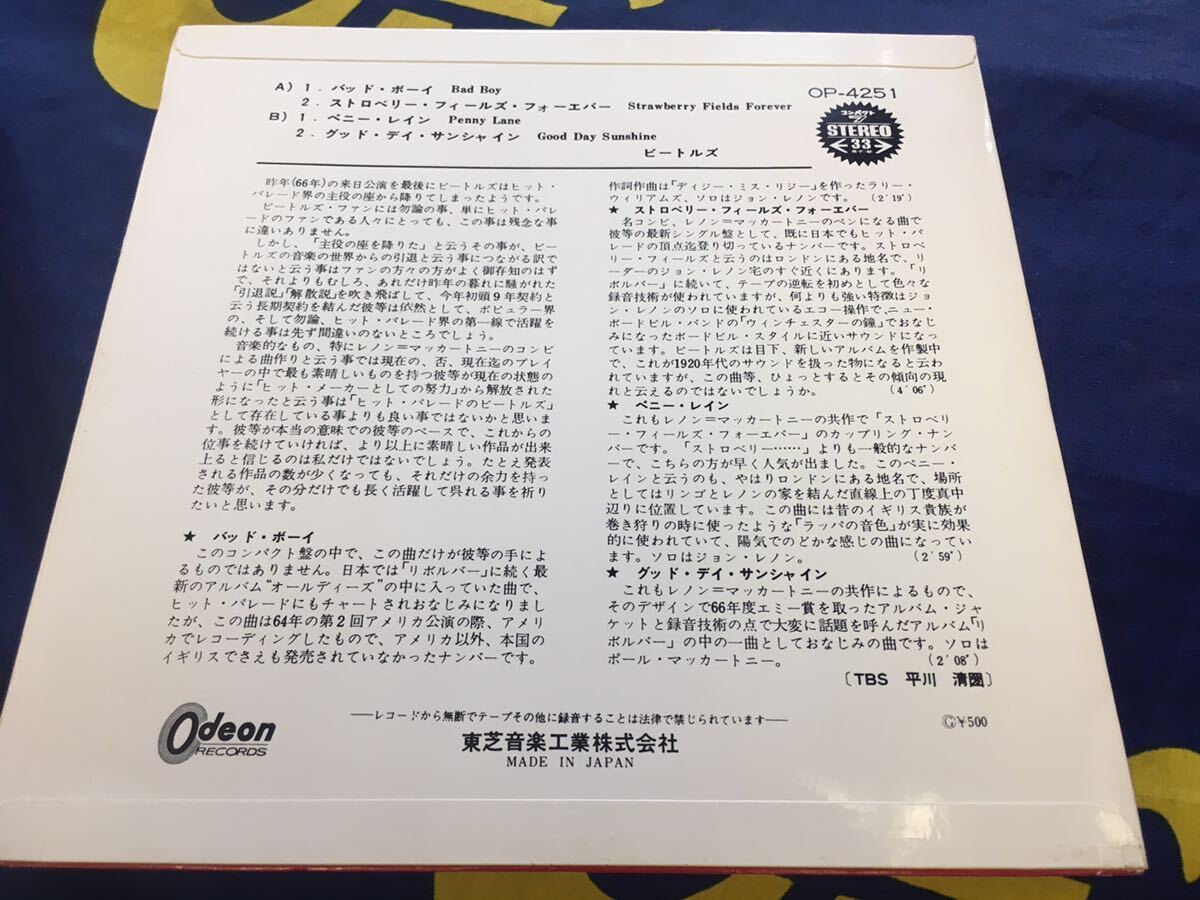 A) 1. バッド・ボーイ Bad Boy
2. ストロベリー・フィールズ・フォーエバー Strawberry Fields Forever
B) 1. ペニー・レイン Penny Lane
2. グッド・デイ・サンシャイン Good Day Sunshine
ビートルズ
OP-4251
コンパクト
STEREO
33
昨年(66年)の来日公演を最後にビートルズはヒット・
パレード界の主役の座から降りてしまったようです。
ビートルズ・ファンには勿論の事、単にヒット・パレ
ードのファンである人々にとっても、この事は残念な事
に違いありません。
しかし、「主役の座を降りた」と云うその事が、ビー
トルズの音楽の世界からの引退と云う事につながる訳で
はないと云う事はファンの方々の方がよく御存知のはず
で、それよりもむしろ、あれだけ昨年の暮れに騒がれた
「引退説」「解散説」を吹き飛ばして、今年初頭9年契約と
云う長期契約を結んだ彼等は依然として、ポピュラー界
の、そして勿論、ヒット・パレード界の第一線で活躍を
続ける事は先ず間違いのないところでしょう。
音楽的なもの、特にレノン=マッカートニーのコンビ
による曲作りと云う事では現在の、否、現在迄のプレイ
ヤーの中で最も素晴しいものを持つ彼等が現在の状態の
ように「ヒット・メーカーとしての努力」から解放された
形になったと云う事は「ヒット・パレードのビートルズ」
として存在している事よりも良い事ではないかと思いま
す。彼等が本当の意味での彼等のペースで、これからの
仕事を続けていければ、より以上に素晴しい作品が出来
上ると信じるのは私だけではないでしょう。たとえ発表
される作品の数が少くなっても、それだけの余力を持っ
た彼等が、その分だけでも長く活躍して呉れる事を祈り
たいと思います。
★ バッド・ボーイ
このコンパクト盤の中で、この曲だけが彼等の手によ
るものではありません。日本では「リボルバー」に続く最
新のアルバム“オールディーズ”の中に入っていた曲で、
ヒット・パレードにもチャートされおなじみになりまし
たが、この曲は64年の第2回アメリカ公演の際、アメリ
カでレコーディングしたもので、アメリカ以外、本国の
イギリスでさえも発売されていなかったナンバーです。
作詞作曲は「ディジー・ミス・リジー」を作ったラリー・
ウィリアムズ、ソロはジョン・レノンです。(2′19″)
★ ストロベリー・フィールズ・フォーエバー
名コンビ、レノン=マッカートニーのペンになる曲で
彼等の最新シングル盤として、既に日本でもヒット・パ
レードの頂点迄登り切っているナンバーです。ストロベ
リー・フィールズと云うのはロンドンにある地名で、リ
ーダーのジョン・レノン宅のすぐ近くにあります。「リ
ボルバー」に続いて、テープの逆転を初めとして色々な
録音技術が使われていますが、何よりも強い特徴はジョ
ン・レノンのソロに使われているエコー操作で、ニュー・
ボードビル・バンドの「ウィンチェスターの鐘」でおなじ
みになったボードビル・スタイルに近いサウンドになっ
ています。ビートルズは目下、新しいアルバムを作製中
で、これが1920年代のサウンドを扱った物になると云わ
れていますが、この曲等、ひょっとするとその傾向の現
れと云えるのではないでしょうか。(4′06″)
★ ペニー・レイン
これもレノン=マッカートニーの共作で「ストロベリ
ー・フィールズ・フォーエバー」のカップリング・ナン
バーです。「ストロベリー……」よりも一般的なナンバ
ーで、こちらの方が早く人気が出ました。このペニー・
レインと云うのも、やはりロンドンにある地名で、場所
としてはリンゴとレノンの家を結んだ直線上の丁度真中
辺りに位置しています。この曲には昔のイギリス貴族が
巻き狩りの時に使ったような「ラッパの音色」が実に効果
的に使われていて、陽気でのどかな感じの曲になってい
ます。ソロはジョン・レノン。(2′59″)
★ グッド・デイ・サンシャイン
これもレノン=マッカートニーの共作によるもので、
そのデザインで66年度エミー賞を取ったアルバム・ジャ
ケットと録音技術の点で大変に話題を呼んだアルバム「リ
ボルバー」の中の一曲としておなじみの曲です。ソロは
ポール・マッカートニー。(2′08″)
〔TBS 平川 清圀〕
Odeon
RECORDS
——レコードから無断でテープその他に録音することは法律で禁じられています——
東芝音楽工業株式会社
MADE IN JAPAN
Ⓖ¥500